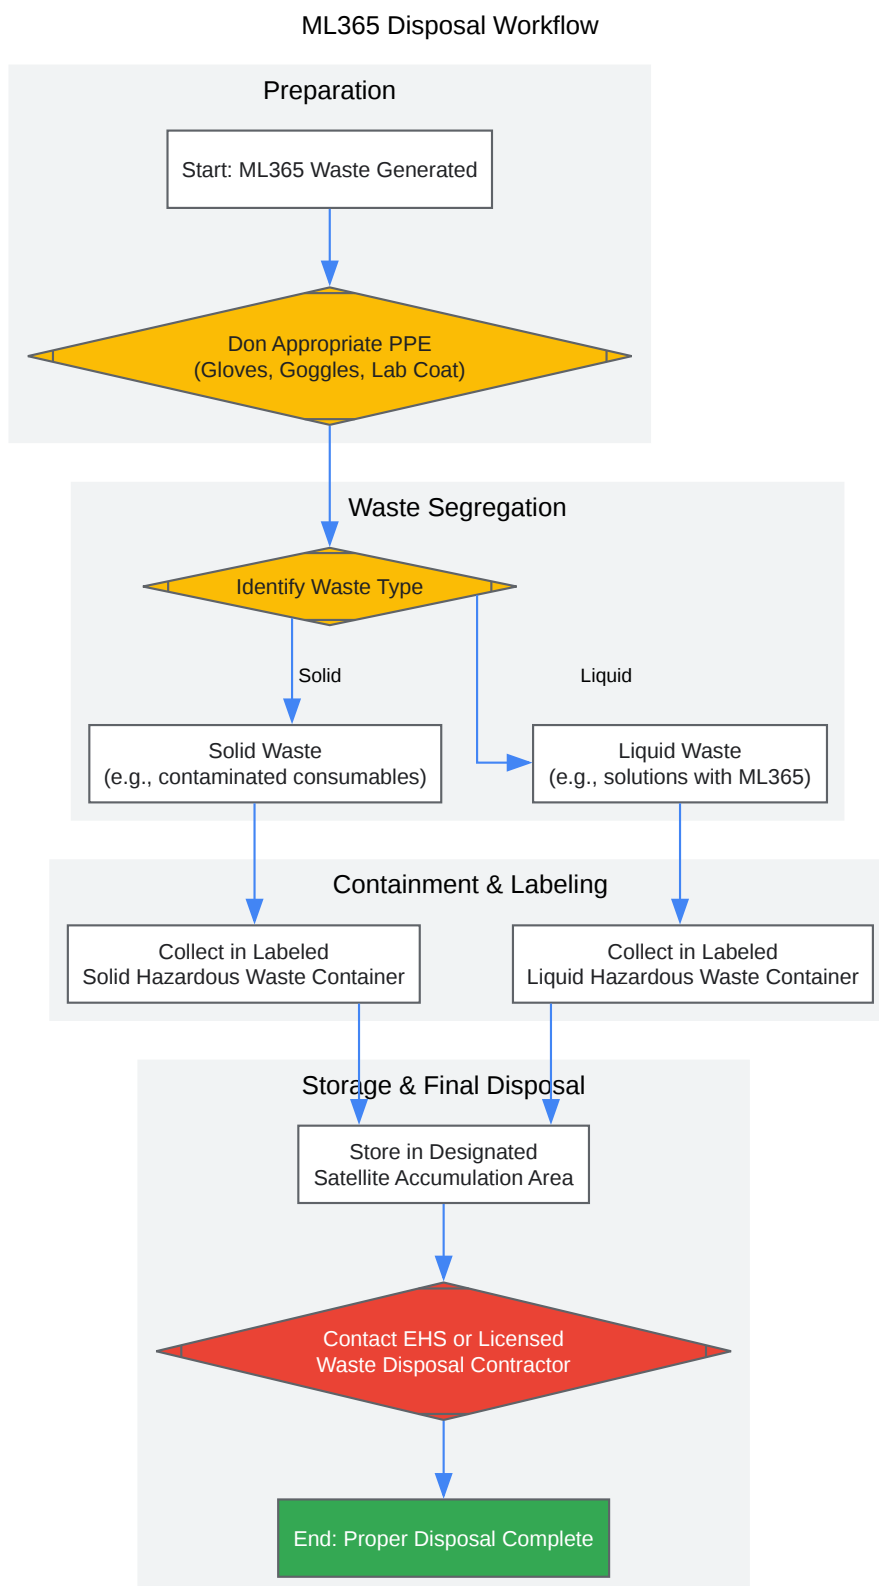 ML365 Disposal Workflow
Preparation
Start: ML365 Waste Generated
Don Appropriate PPE
(Gloves, Goggles, Lab Coat)
Waste Segregation
Identify Waste Type
Solid
Liquid
Solid Waste
(e.g., contaminated consumables)
Liquid Waste
(e.g., solutions with ML365)
Containment & Labeling
Collect in Labeled
Solid Hazardous Waste Container
Collect in Labeled
Liquid Hazardous Waste Container
Storage & Final Disposal
Store in Designated
Satellite Accumulation Area
Contact EHS or Licensed
Waste Disposal Contractor
End: Proper Disposal Complete